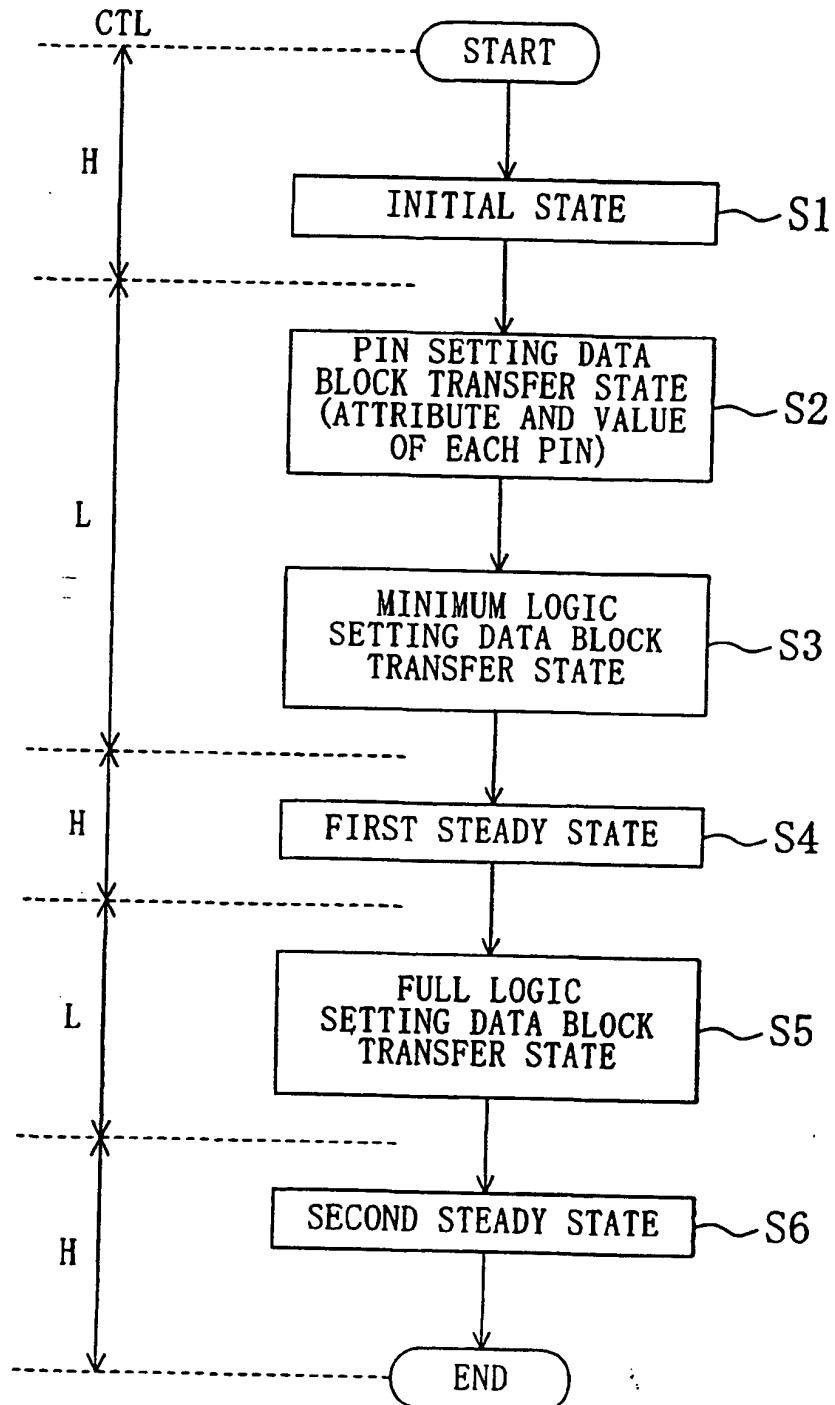 CTL
START
H
INITIAL STATE
S1
PIN SETTING DATA
BLOCK TRANSFER STATE
(ATTRIBUTE AND VALUE
OF EACH PIN)
S2
L
MINIMUM LOGIC
SETTING DATA BLOCK
TRANSFER STATE
S3
H
FIRST STEADY STATE
S4
L
FULL LOGIC
SETTING DATA BLOCK
TRANSFER STATE
S5
H
SECOND STEADY STATE
S6
END